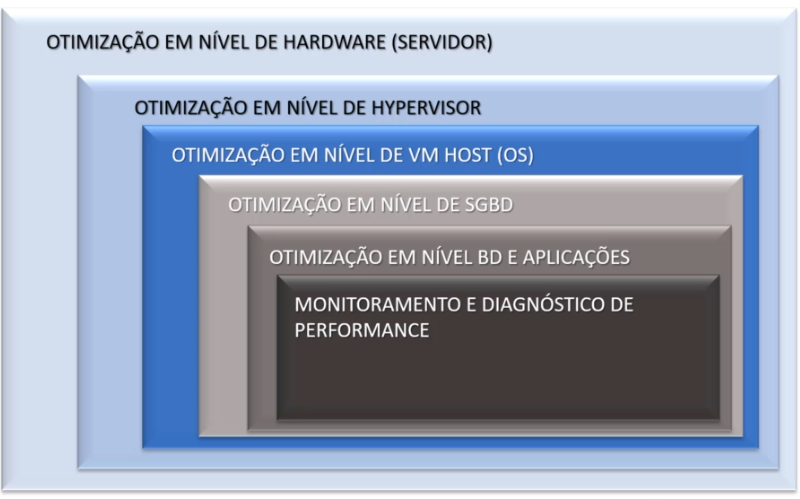 OTIMIZAÇÃO EM NÍVEL DE HARDWARE (SERVIDOR)
OTIMIZAÇÃO EM NÍVEL DE HYPERVISOR
OTIMIZAÇÃO EM NÍVEL DE VM HOST (OS)
OTIMIZAÇÃO EM NÍVEL DE SGBD
OTIMIZAÇÃO EM NÍVEL BD E APLICAÇÕES
MONITORAMENTO E DIAGNÓSTICO DE
PERFORMANCE